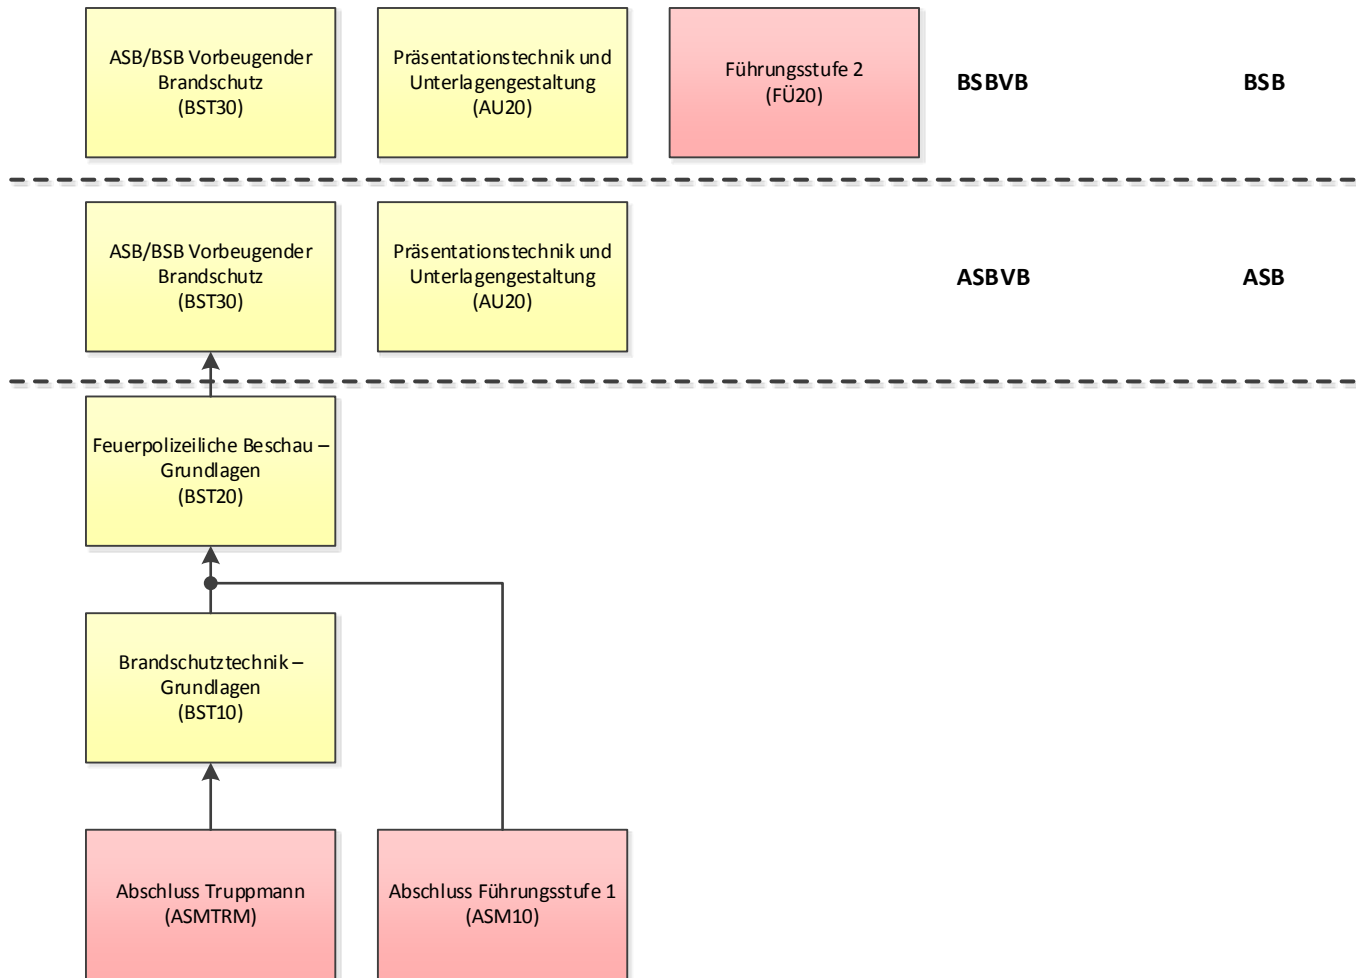 ASB/BSB Vorbeugender
Brandschutz
(BST30)
Präsentationstechnik und
Unterlagengestaltung
(AU20)
Führungsstufe 2
(FÜ20)
BSBVB
BSB
ASB/BSB Vorbeugender
Brandschutz
(BST30)
Präsentationstechnik und
Unterlagengestaltung
(AU20)
ASBVB
ASB
Feuerpolizeiliche Beschau –
Grundlagen
(BST20)
Brandschutztechnik –
Grundlagen
(BST10)
Abschluss Truppmann
(ASMTRM)
Abschluss Führungsstufe 1
(ASM10)